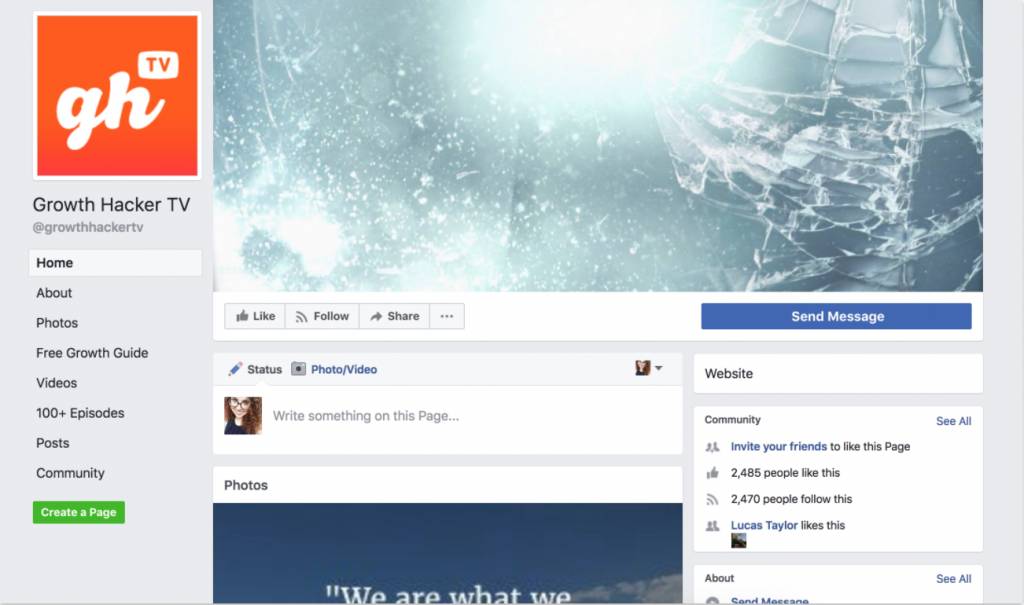 gh TV
Growth Hacker TV
@growthhackertv
Home
About
Photos
Free Growth Guide
Videos
100+ Episodes
Posts
Community
Create a Page
Like Follow Share ...
Send Message
Status Photo/Video
Write something on this Page...
Photos
"We are what we
Website
Community See All
Invite your friends to like this Page
2,485 people like this
2,470 people follow this
Lucas Taylor likes this
About See All
Send Message